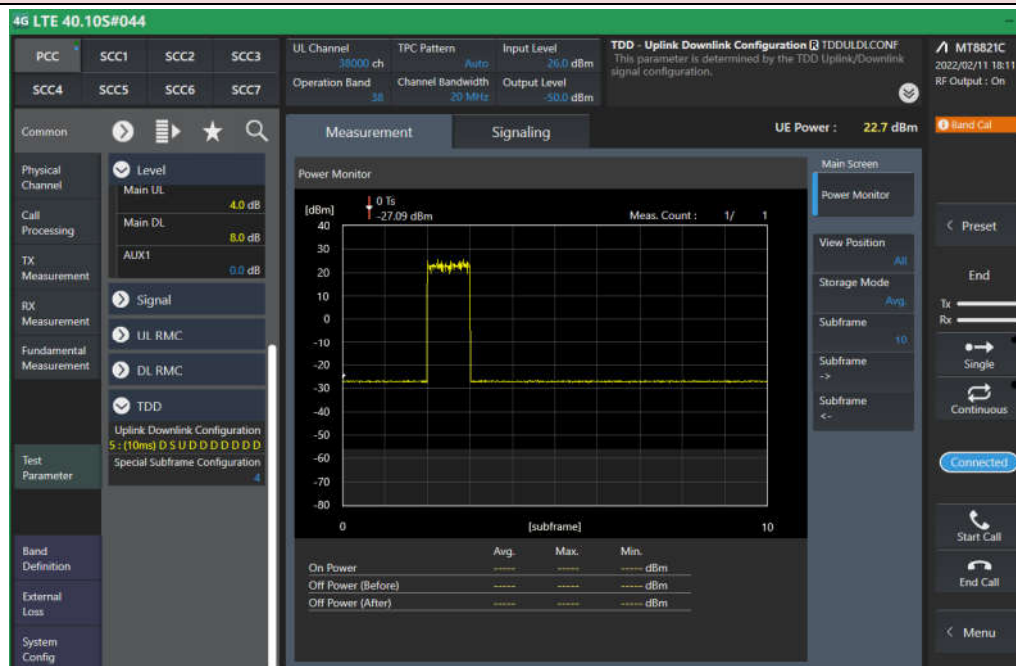 4G LTE 40.10S#044
PCC SCC1 SCC2 SCC3
SCC4 SCC5 SCC6 SCC7
UL Channel TPC Pattern Input Level
38000 ch Auto 26.0 dBm
Operation Band Channel Bandwidth Output Level
38 20 MHz -50.0 dBm
TDD - Uplink Downlink Configuration R TDDULDLCONF
This parameter is determined by the TDD Uplink/Downlink
signal configuration.
MT8821C
2022/02/11 18:11
RF Output : On
Common
Measurement Signaling
UE Power : 22.7 dBm
Band Cal
Physical
Channel
Call
Processing
TX
Measurement
RX
Measurement
Fundamental
Measurement
Test
Parameter
Band
Definition
External
Loss
System
Config
Level
Main UL
4.0 dB
Main DL
8.0 dB
AUX1
0.0 dB
Signal
UL RMC
DL RMC
TDD
Uplink Downlink Configuration
5 : (10ms) D S U D D D D D D D
Special Subframe Configuration
4
Power Monitor
[dBm]
0 Ts
-27.09 dBm
Meas. Count : 1/ 1
40
30
20
10
0
-10
-20
-30
-40
-50
-60
-70
-80
0 [subframe] 10
Avg. Max. Min.
On Power ----- ----- ----- dBm
Off Power (Before) ----- ----- ----- dBm
Off Power (After) ----- ----- ----- dBm
Main Screen
Power Monitor
View Position
All
Storage Mode
Avg.
Subframe
10
Subframe
->
Subframe
<-
< Preset
End
Tx
Rx
Single
Continuous
Connected
Start Call
End Call
< Menu